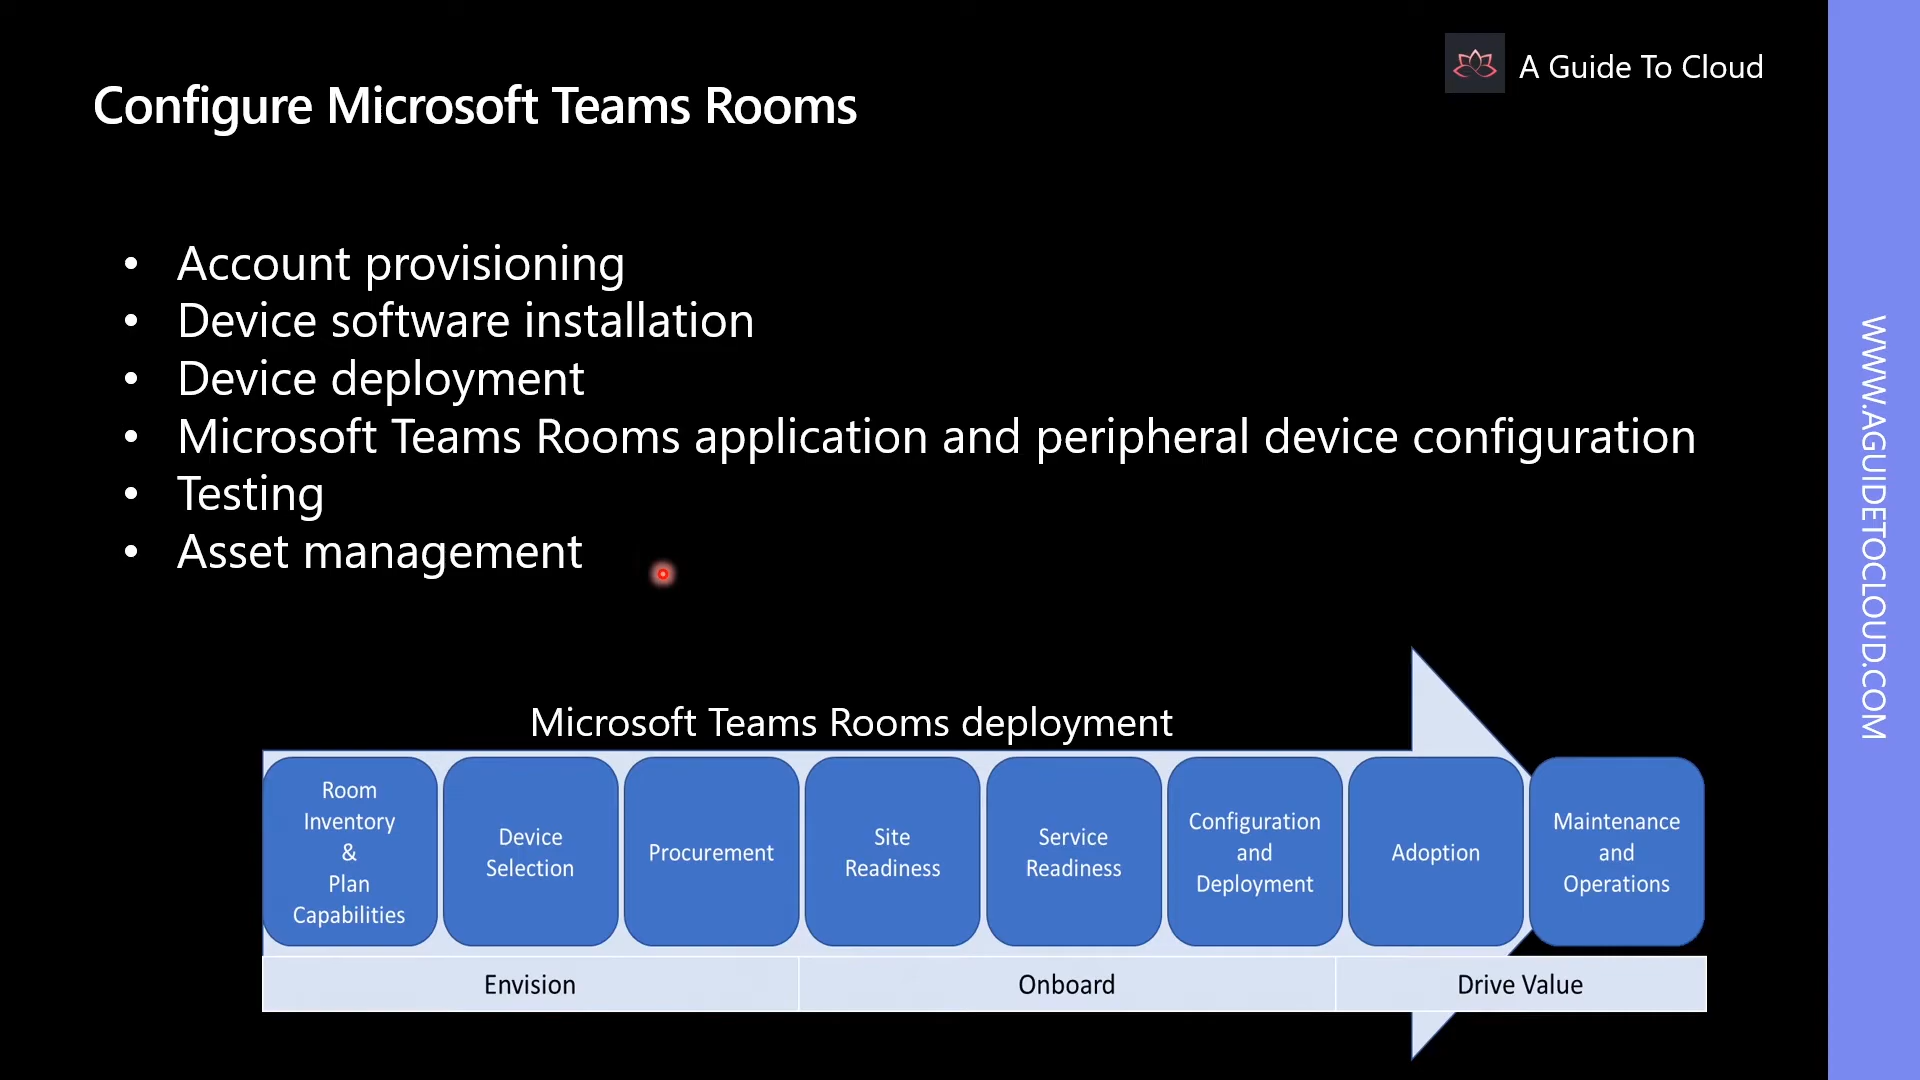 A Guide To Cloud
Configure Microsoft Teams Rooms
• Account provisioning
• Device software installation
• Device deployment
• Microsoft Teams Rooms application and peripheral device configuration
• Testing
• Asset management
Microsoft Teams Rooms deployment
Room
Inventory
&
Plan
Capabilities
Device
Selection
Procurement
Site
Readiness
Service
Readiness
Configuration
and
Deployment
Adoption
Maintenance
and
Operations
Envision
Onboard
Drive Value
WWW.AGUIDETOCLOUD.COM